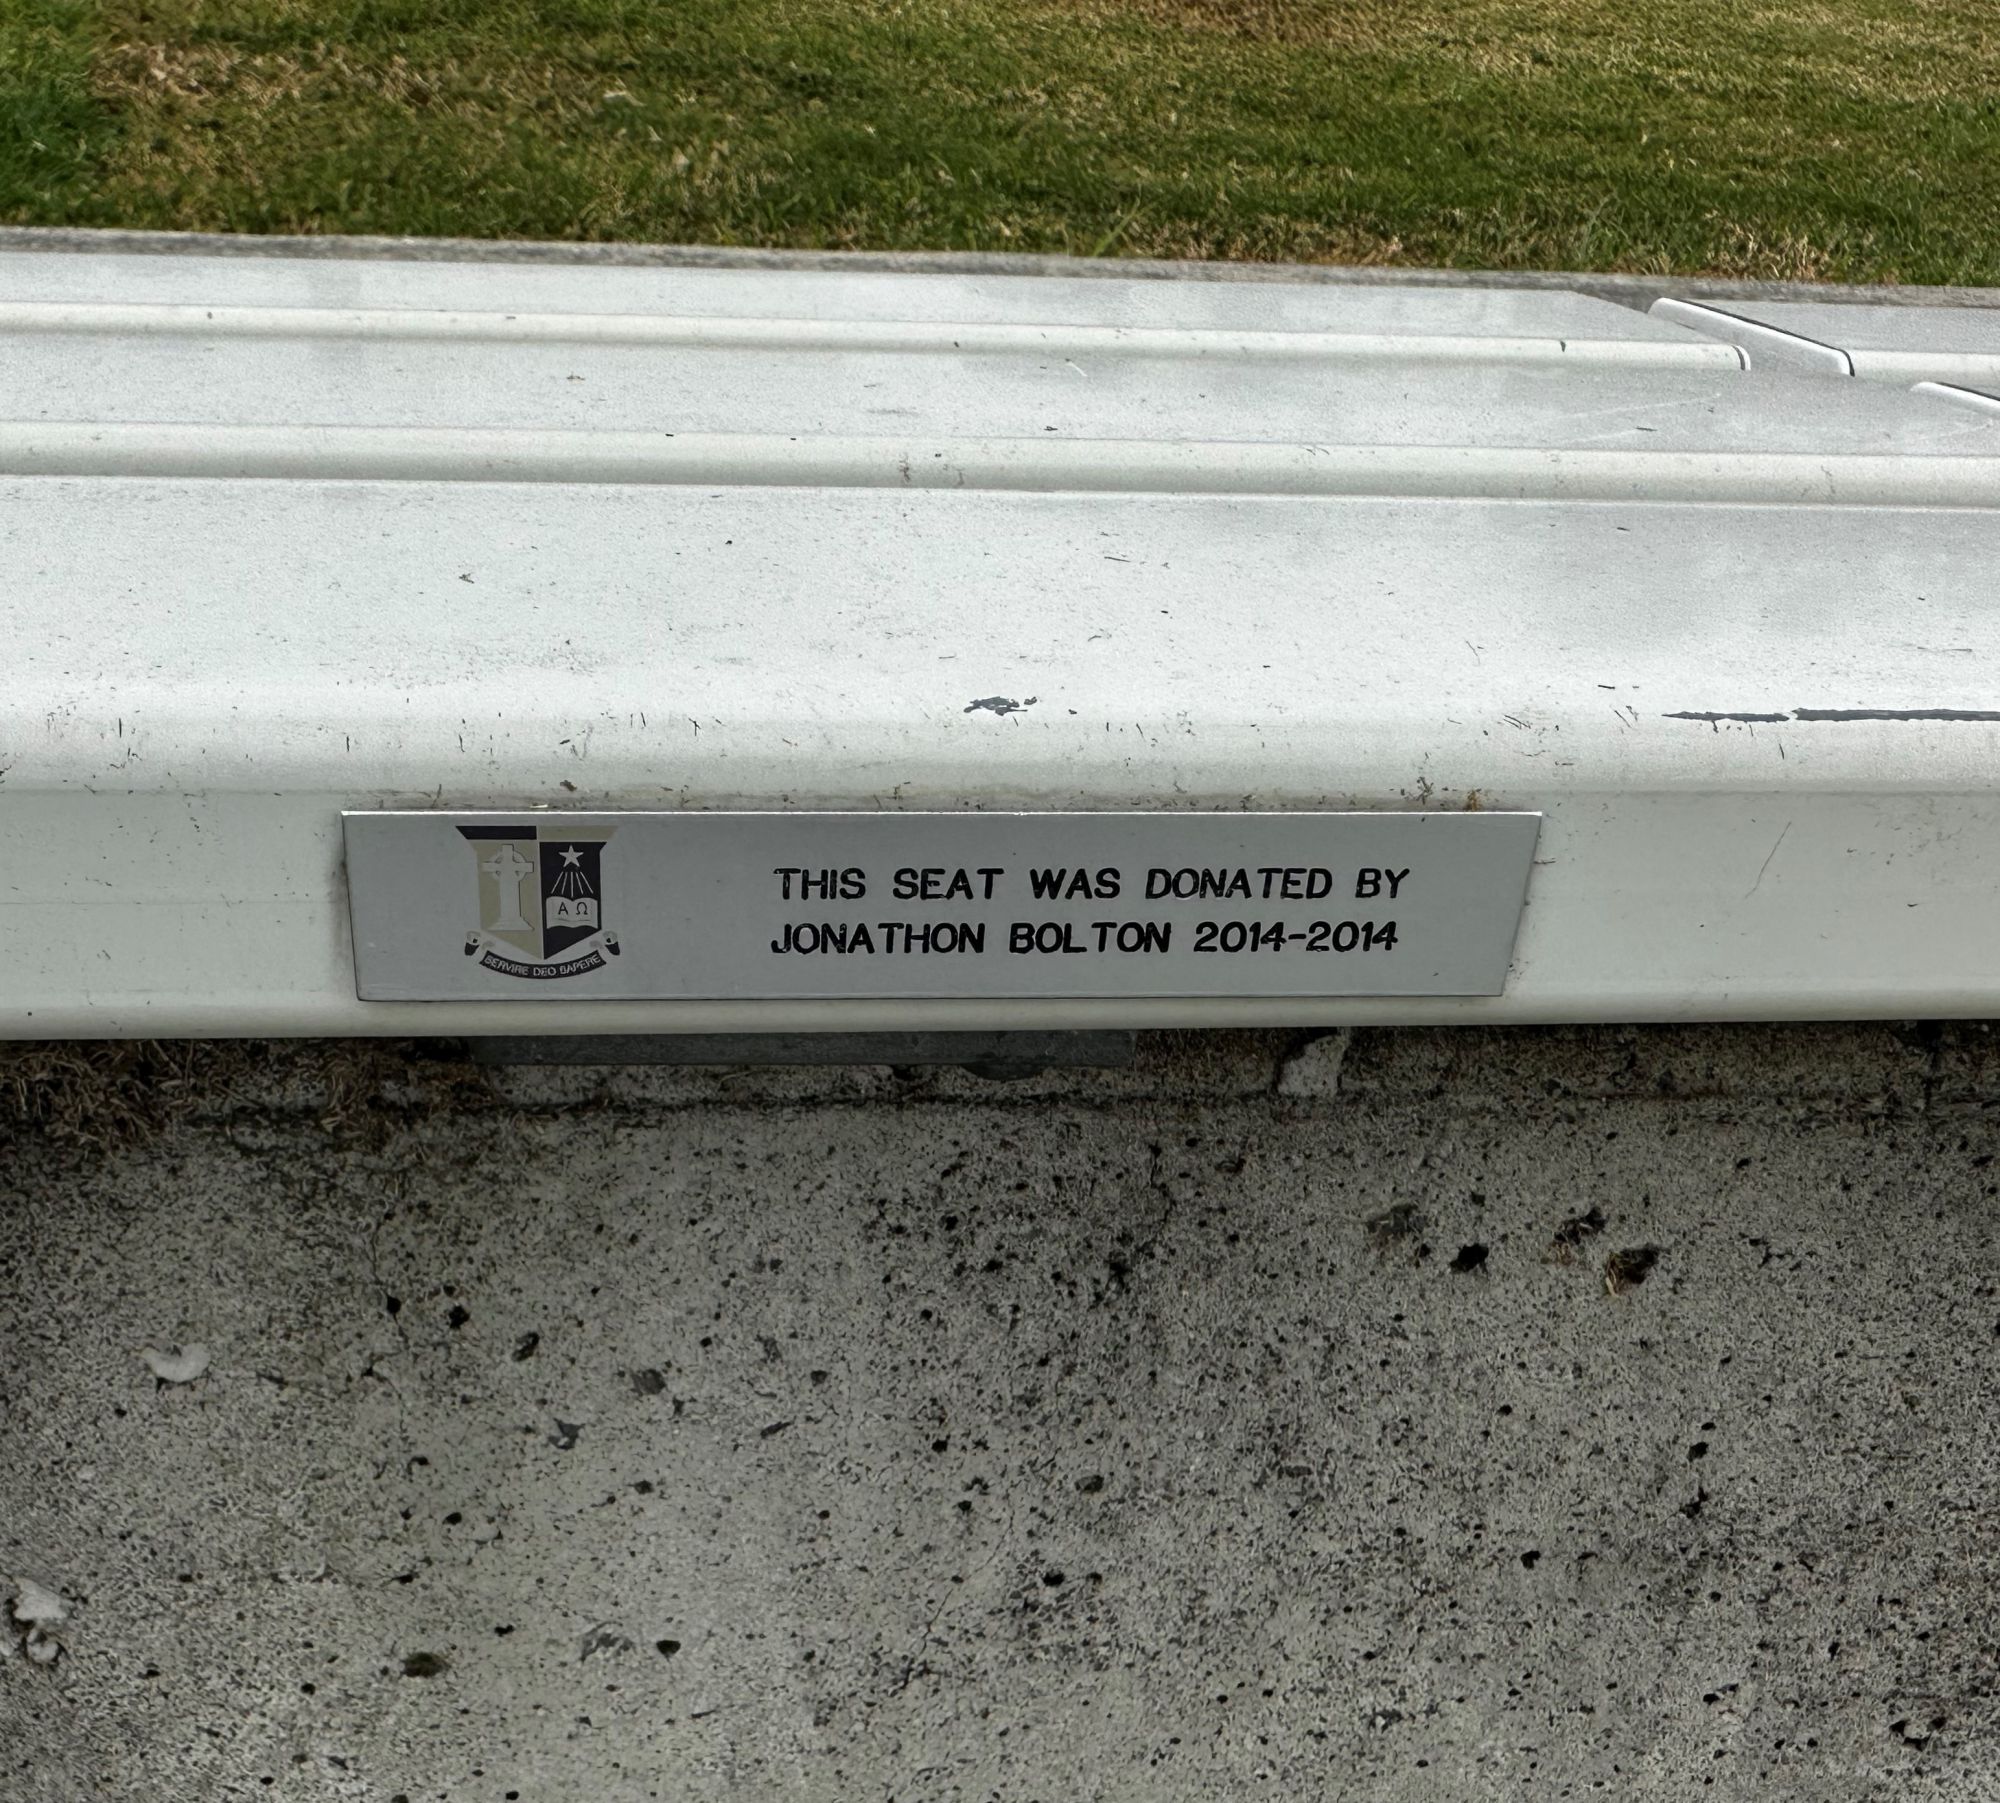 THIS SEAT WAS DONATED BY
JONATHON BOLTON 2014-2014
Α Ω
SERVIRE DEO SAPERE